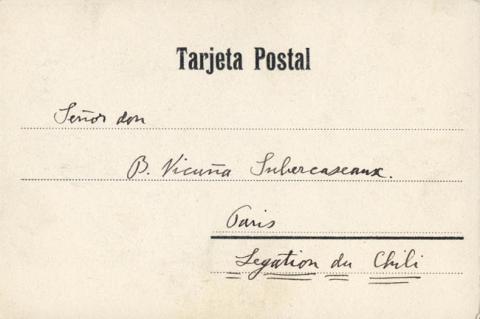 Tarjeta Postal
Señor don
B. Vicuña Subercaseaux.
Paris
Legation du Chili